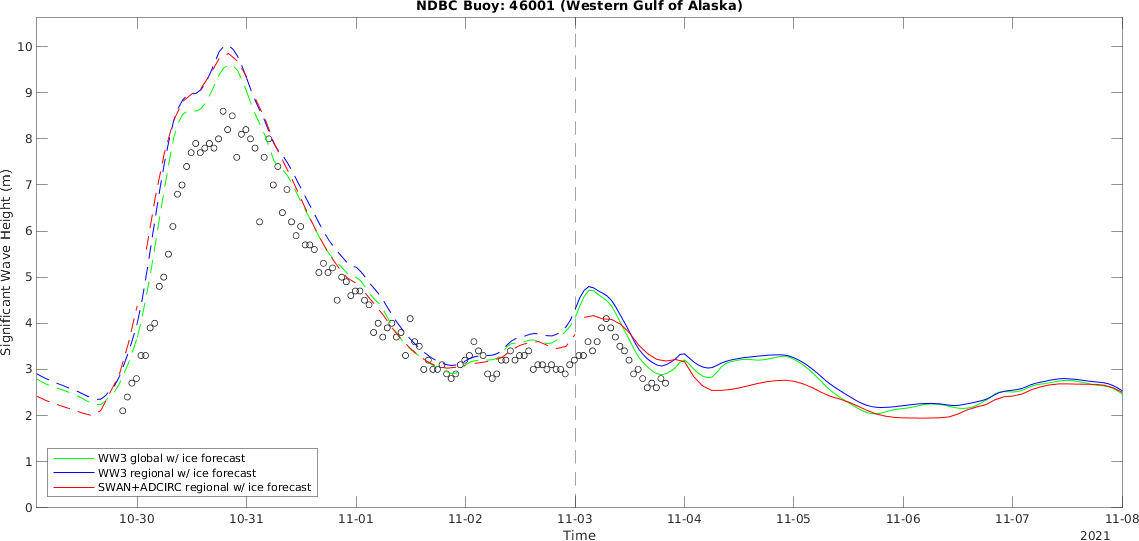 NDBC Buoy: 46001 (Western Gulf of Alaska)
Significant Wave Height (m)
10
9
8
7
6
5
4
3
2
1
0
WW3 global w/ ice forecast
WW3 regional w/ ice forecast
SWAN+ADCIRC regional w/ ice forecast
10-30 10-31 11-01 11-02 11-03 11-04 11-05 11-06 11-07 11-08
Time 2021